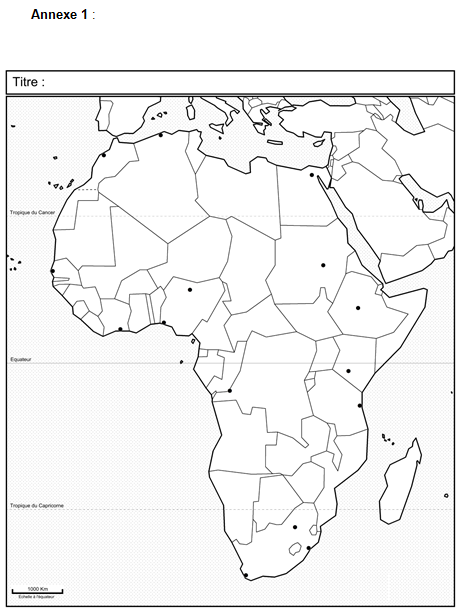 Annexe 1 :
Titre :
Tropique du Cancer
Equateur
Tropique du Capricorne
1000 Km
Echelle à l'équateur